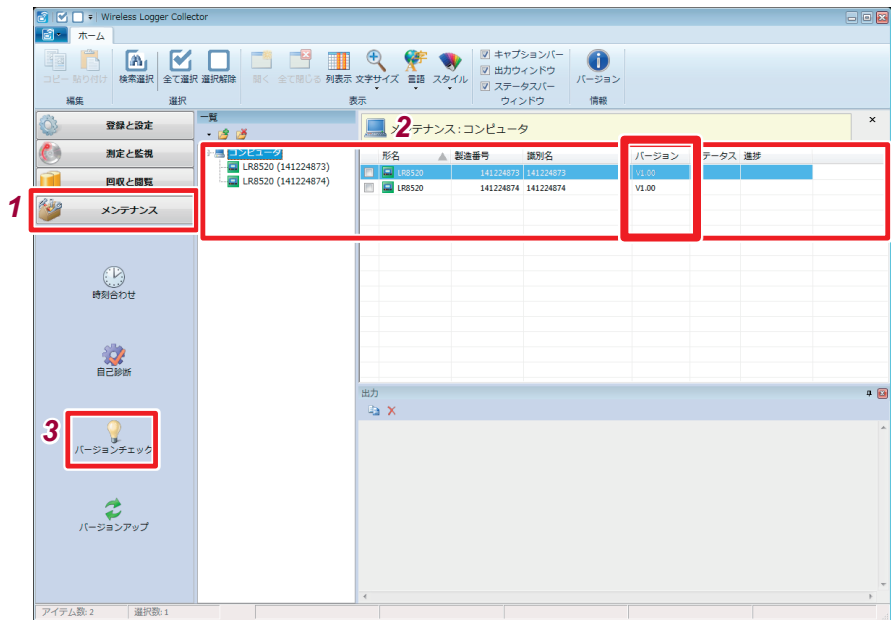 Wireless Logger Collector
ホーム
コピー 貼り付け 検索選択 全て選択 選択解除 開く 全て閉じる 列表示 文字サイズ 言語 スタイル
キャプションバー
出力ウィンドウ
ステータスバー
バージョン
編集 選択 表示 ウィンドウ 情報
登録と設定
測定と監視
回収と閲覧
1 メンテナンス
時刻合わせ
自己診断
3
バージョンチェック
バージョンアップ
一覧
コンピュータ
LR8520 (141224873)
LR8520 (141224874)
2
メンテナンス:コンピュータ
形名 製造番号 識別名 バージョン テータス 進捗
LR8520 141224873 141224873 V1.00
LR8520 141224874 141224874 V1.00
出力
アイテム数: 2 選択数: 1